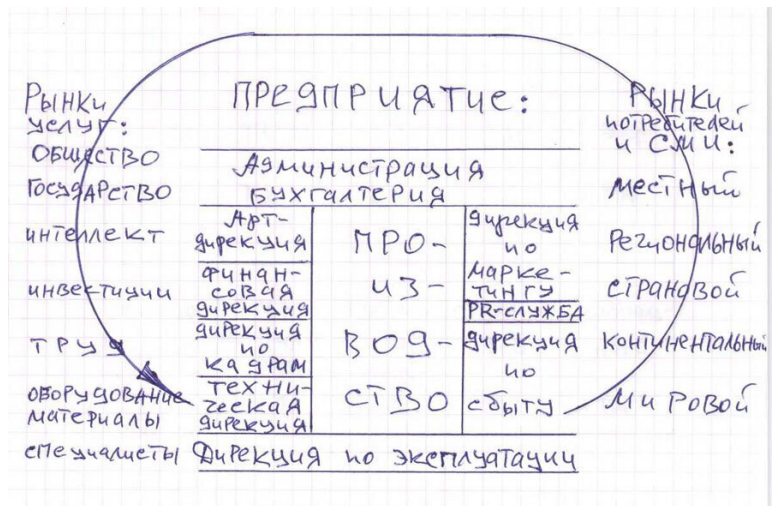 ПРЕДПРИЯТИЕ:
Рынки
услуг:
ОБЩЕСТВО
ГОСУДАРСТВО
интеллект
инвестиции
труд
оборудование
материалы
специалисты
Администрация
Бухгалтерия
Арт-
дирекция
финан-
совая
дирекция
дирекция
по
кадрам
техни-
ческая
дирекция
ПРО-
ИЗ-
ВОД-
СТВО
дирекция
по
марке-
тингу
PR-служба
дирекция
по
сбыту
Дирекция по эксплуатации
Рынки
потребителей
и СМИ:
местный
Региональный
страновой
континентальный
Мировой